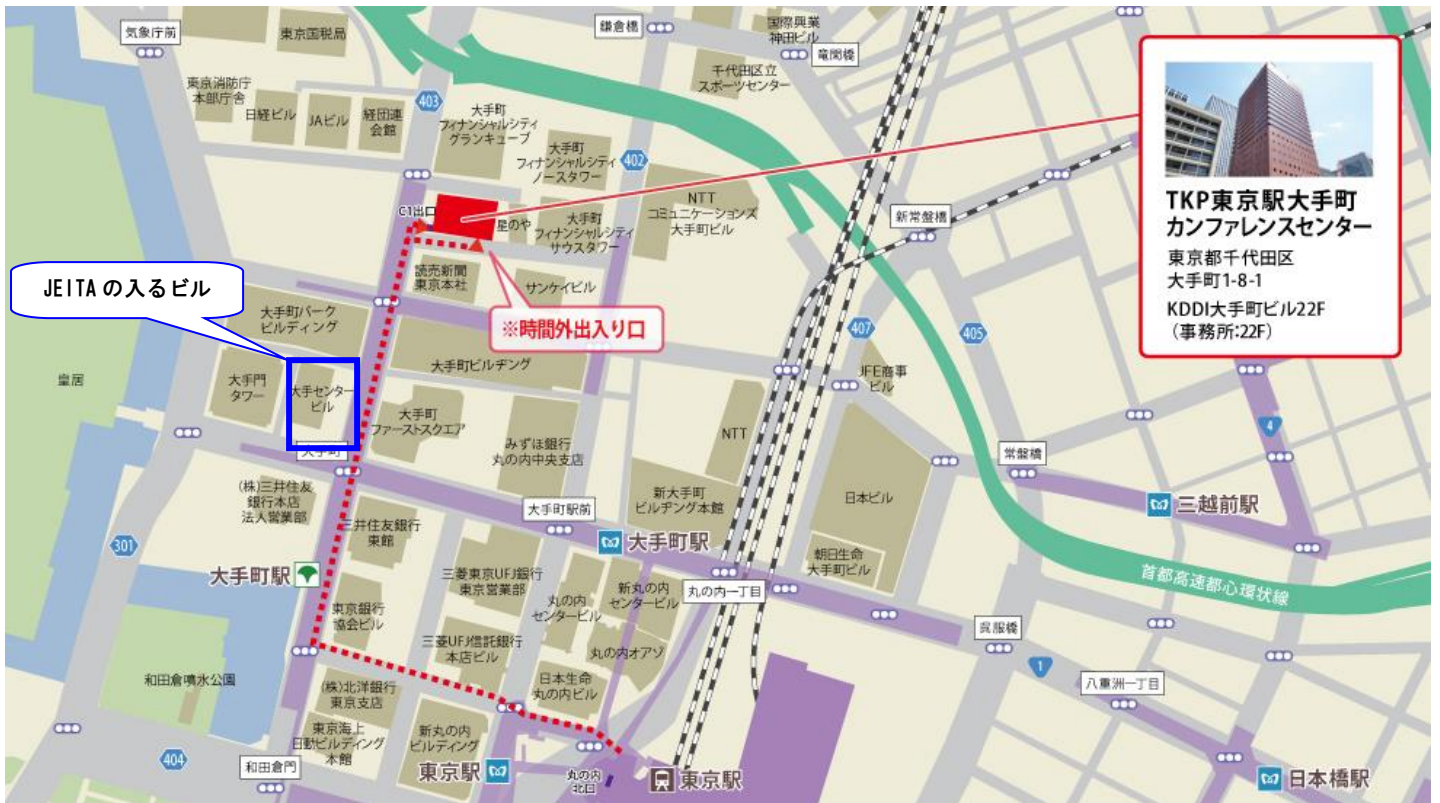 気象庁前
東京国税局
鎌倉橋
国際興業
神田ビル
竜閑橋
東京消防庁
本部庁舎
日経ビル
JAビル
経団連
会館
403
大手町
フィナンシャルシティ
グランキューブ
千代田区立
スポーツセンター
大手町
フィナンシャルシティ
ノースタワー
402
NTT
コミュニケーションズ
大手町ビル
新常盤橋
TKP東京駅大手町
カンファレンスセンター
東京都千代田区
大手町1-8-1
KDDI大手町ビル22F
（事務所:22F）
C1出口
星のや
大手町
フィナンシャルシティ
サウスタワー
読売新聞
東京本社
サンケイビル
※時間外出入り口
JEITAの入るビル
大手町パーク
ビルディング
大手町ビルヂング
407
405
JFE商事
ビル
皇居
大手門
タワー
大手センター
ビル
大手町
ファーストスクエア
みずほ銀行
丸の内中央支店
NTT
4
大手町
常盤橋
(株)三井住友
銀行本店
法人営業部
大手町駅前
新大手町
ビルヂング本館
日本ビル
三越前駅
三井住友銀行
東館
大手町駅
301
大手町駅
三菱東京UFJ銀行
東京営業部
丸の内
センタービル
新丸の内
センタービル
丸の内一丁目
朝日生命
大手町ビル
首都高速都心環状線
東京銀行
協会ビル
三菱UFJ信託銀行
本店ビル
丸の内オアゾ
呉服橋
1
和田倉噴水公園
(株)北洋銀行
東京支店
日本生命
丸の内ビル
八重洲一丁目
東京海上
日動ビルディング
本館
新丸の内
ビルディング
404
和田倉門
東京駅
丸の内
北口
東京駅
日本橋駅